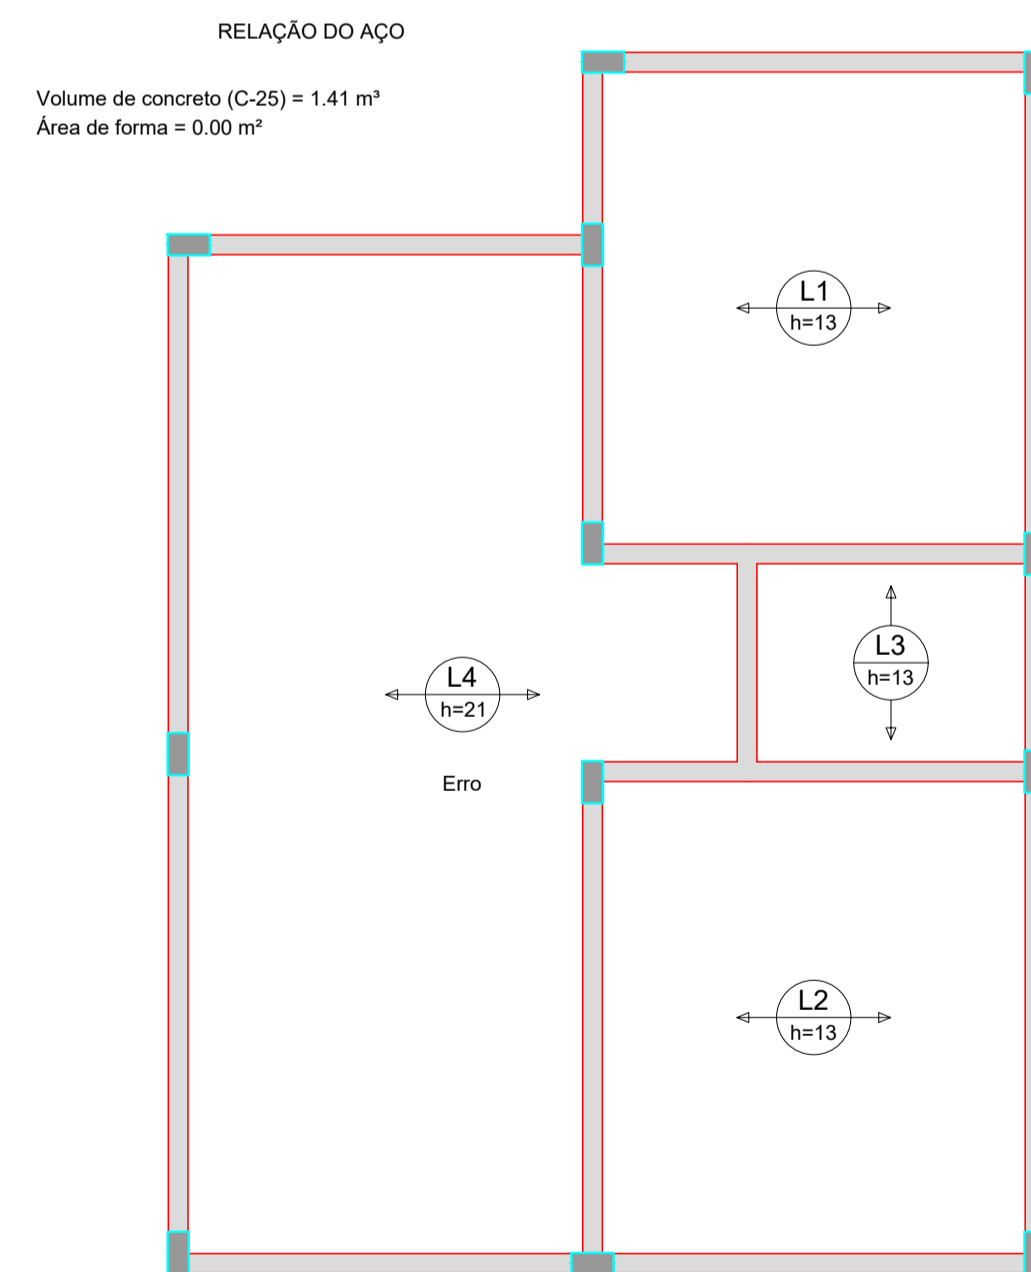 RELAÇÃO DO AÇO
Volume de concreto (C-25) = 1.41 m³
Área de forma = 0.00 m²
L1
h=13
L3
h=13
L4
h=21
Erro
L2
h=13